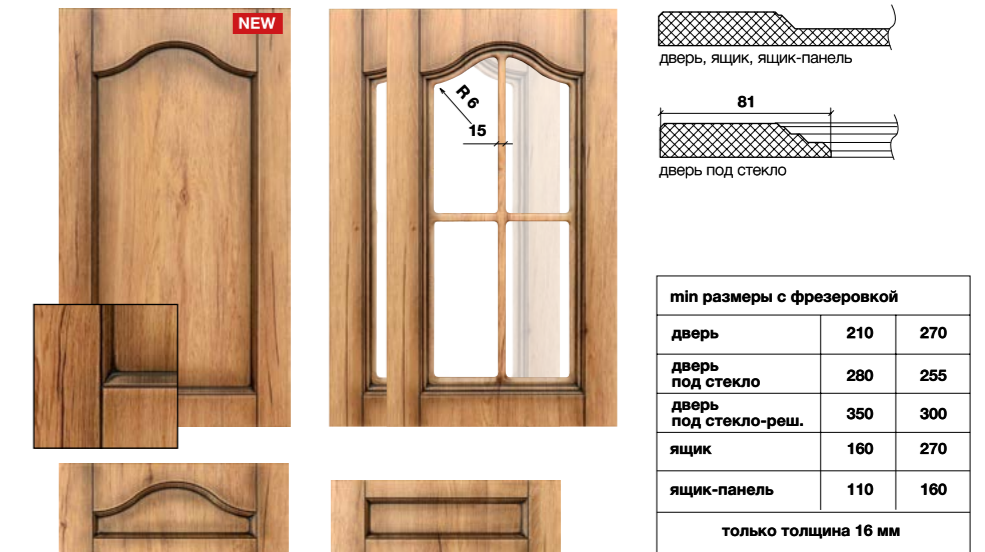 NEW
R 6
15
дверь, ящик, ящик-панель
81
дверь под стекло
min размеры с фрезеровкой
дверь 210 270
дверь
под стекло 280 255
дверь
под стекло-реш. 350 300
ящик 160 270
ящик-панель 110 160
только толщина 16 мм